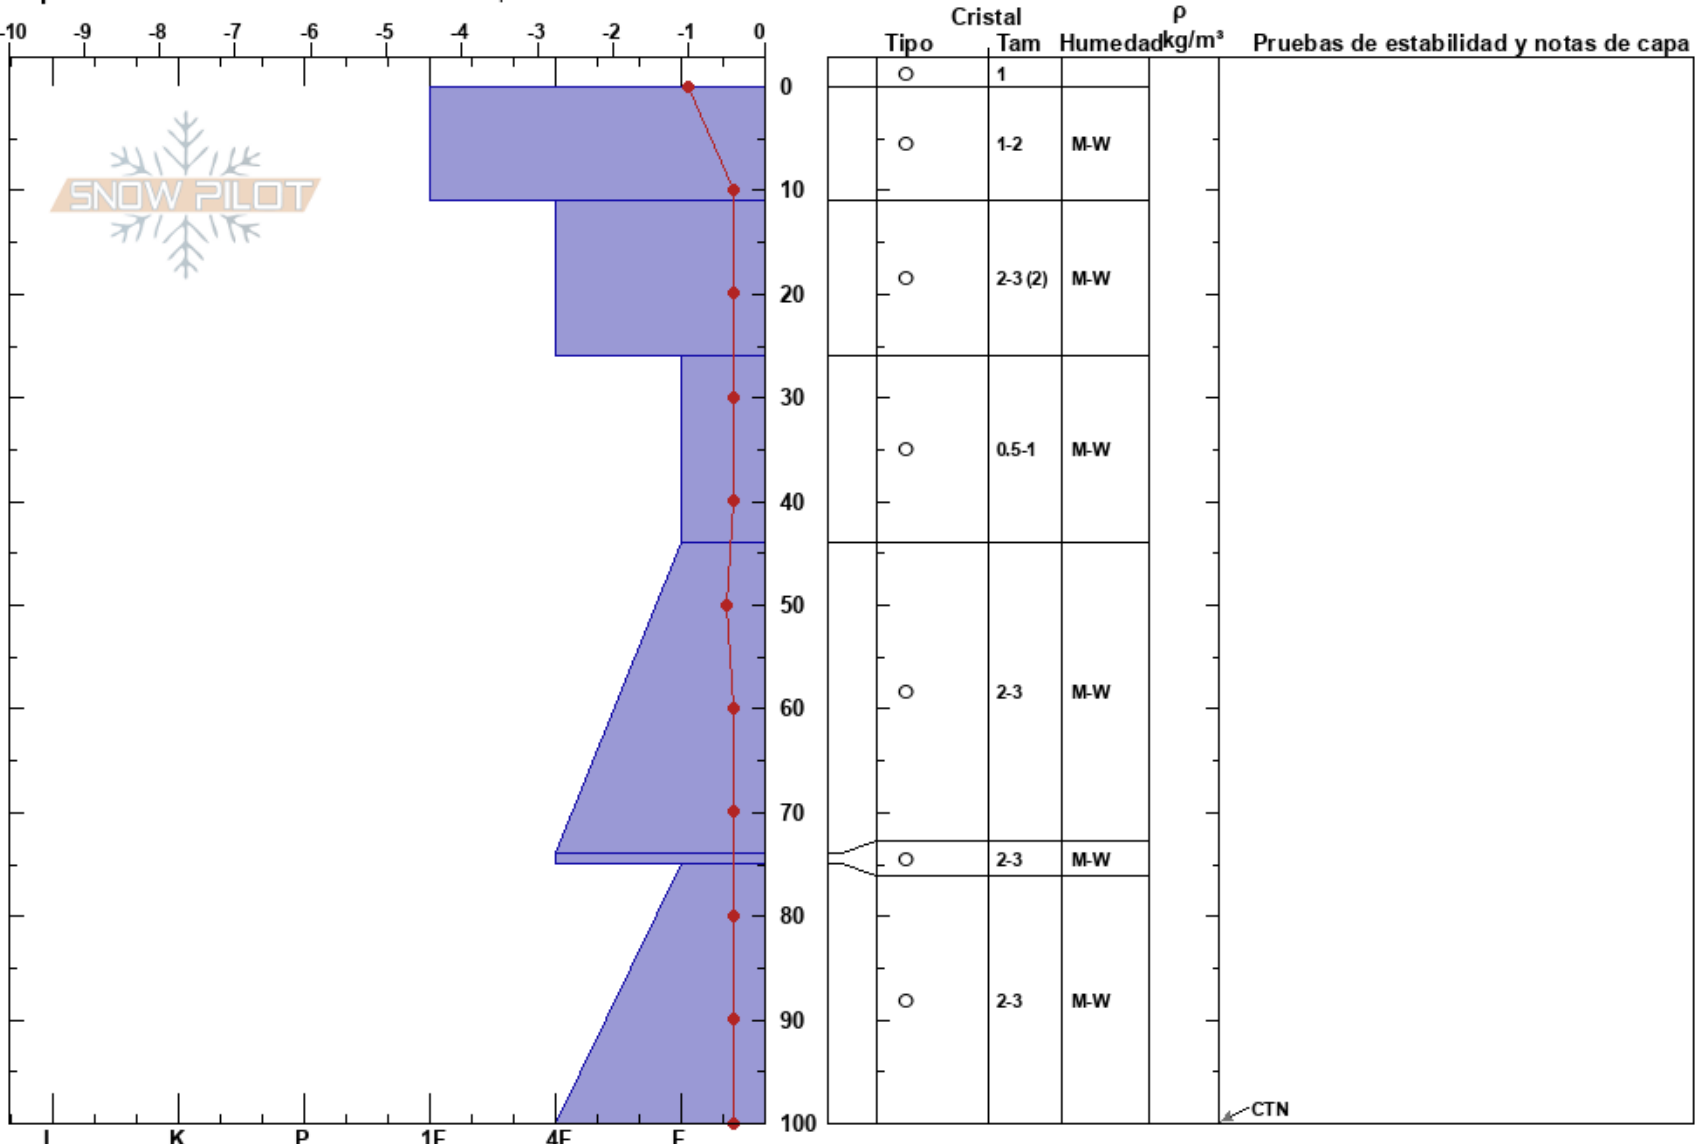 Cristal ρ
-10 -9 -8 -7 -6 -5 -4 -3 -2 -1 0 Tipo Tam Humedad kg/m³ Pruebas de estabilidad y notas de capa
1
0
1-2 M-W
SNOW PILOT
10
2-3 (2) M-W
20
30
0.5-1 M-W
40
50
2-3 M-W
60
70
2-3 M-W
80
2-3 M-W
90
CTN
100
I K P 1F 4F F